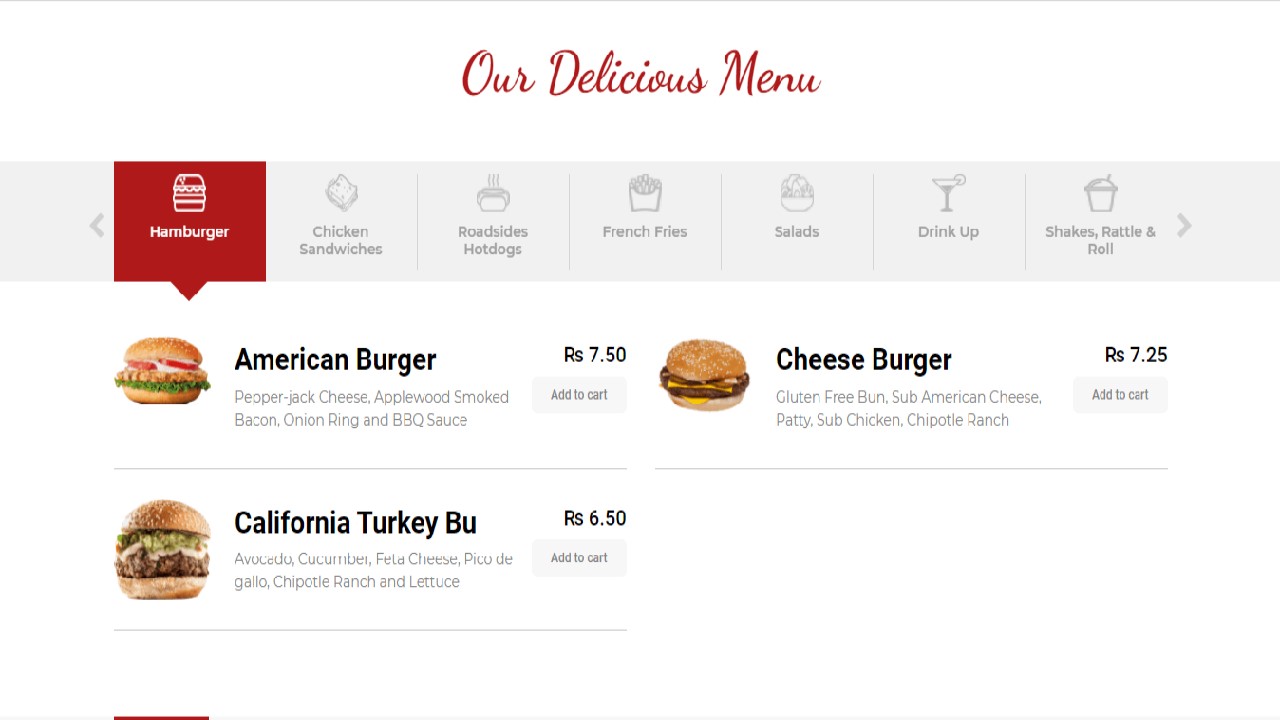 Our Delicious Menu
Hamburger
Chicken
Sandwiches
Roadsides
Hotdogs
French Fries
Salads
Drink Up
Shakes, Rattle &
Roll
American Burger
Rs 7.50
Add to cart
Pepper-jack Cheese, Applewood Smoked
Bacon, Onion Ring and BBQ Sauce
Cheese Burger
Rs 7.25
Add to cart
Gluten Free Bun, Sub American Cheese,
Patty, Sub Chicken, Chipotle Ranch
California Turkey Bu
Rs 6.50
Add to cart
Avocado, Cucumber, Feta Cheese, Pico de
gallo, Chipotle Ranch and Lettuce